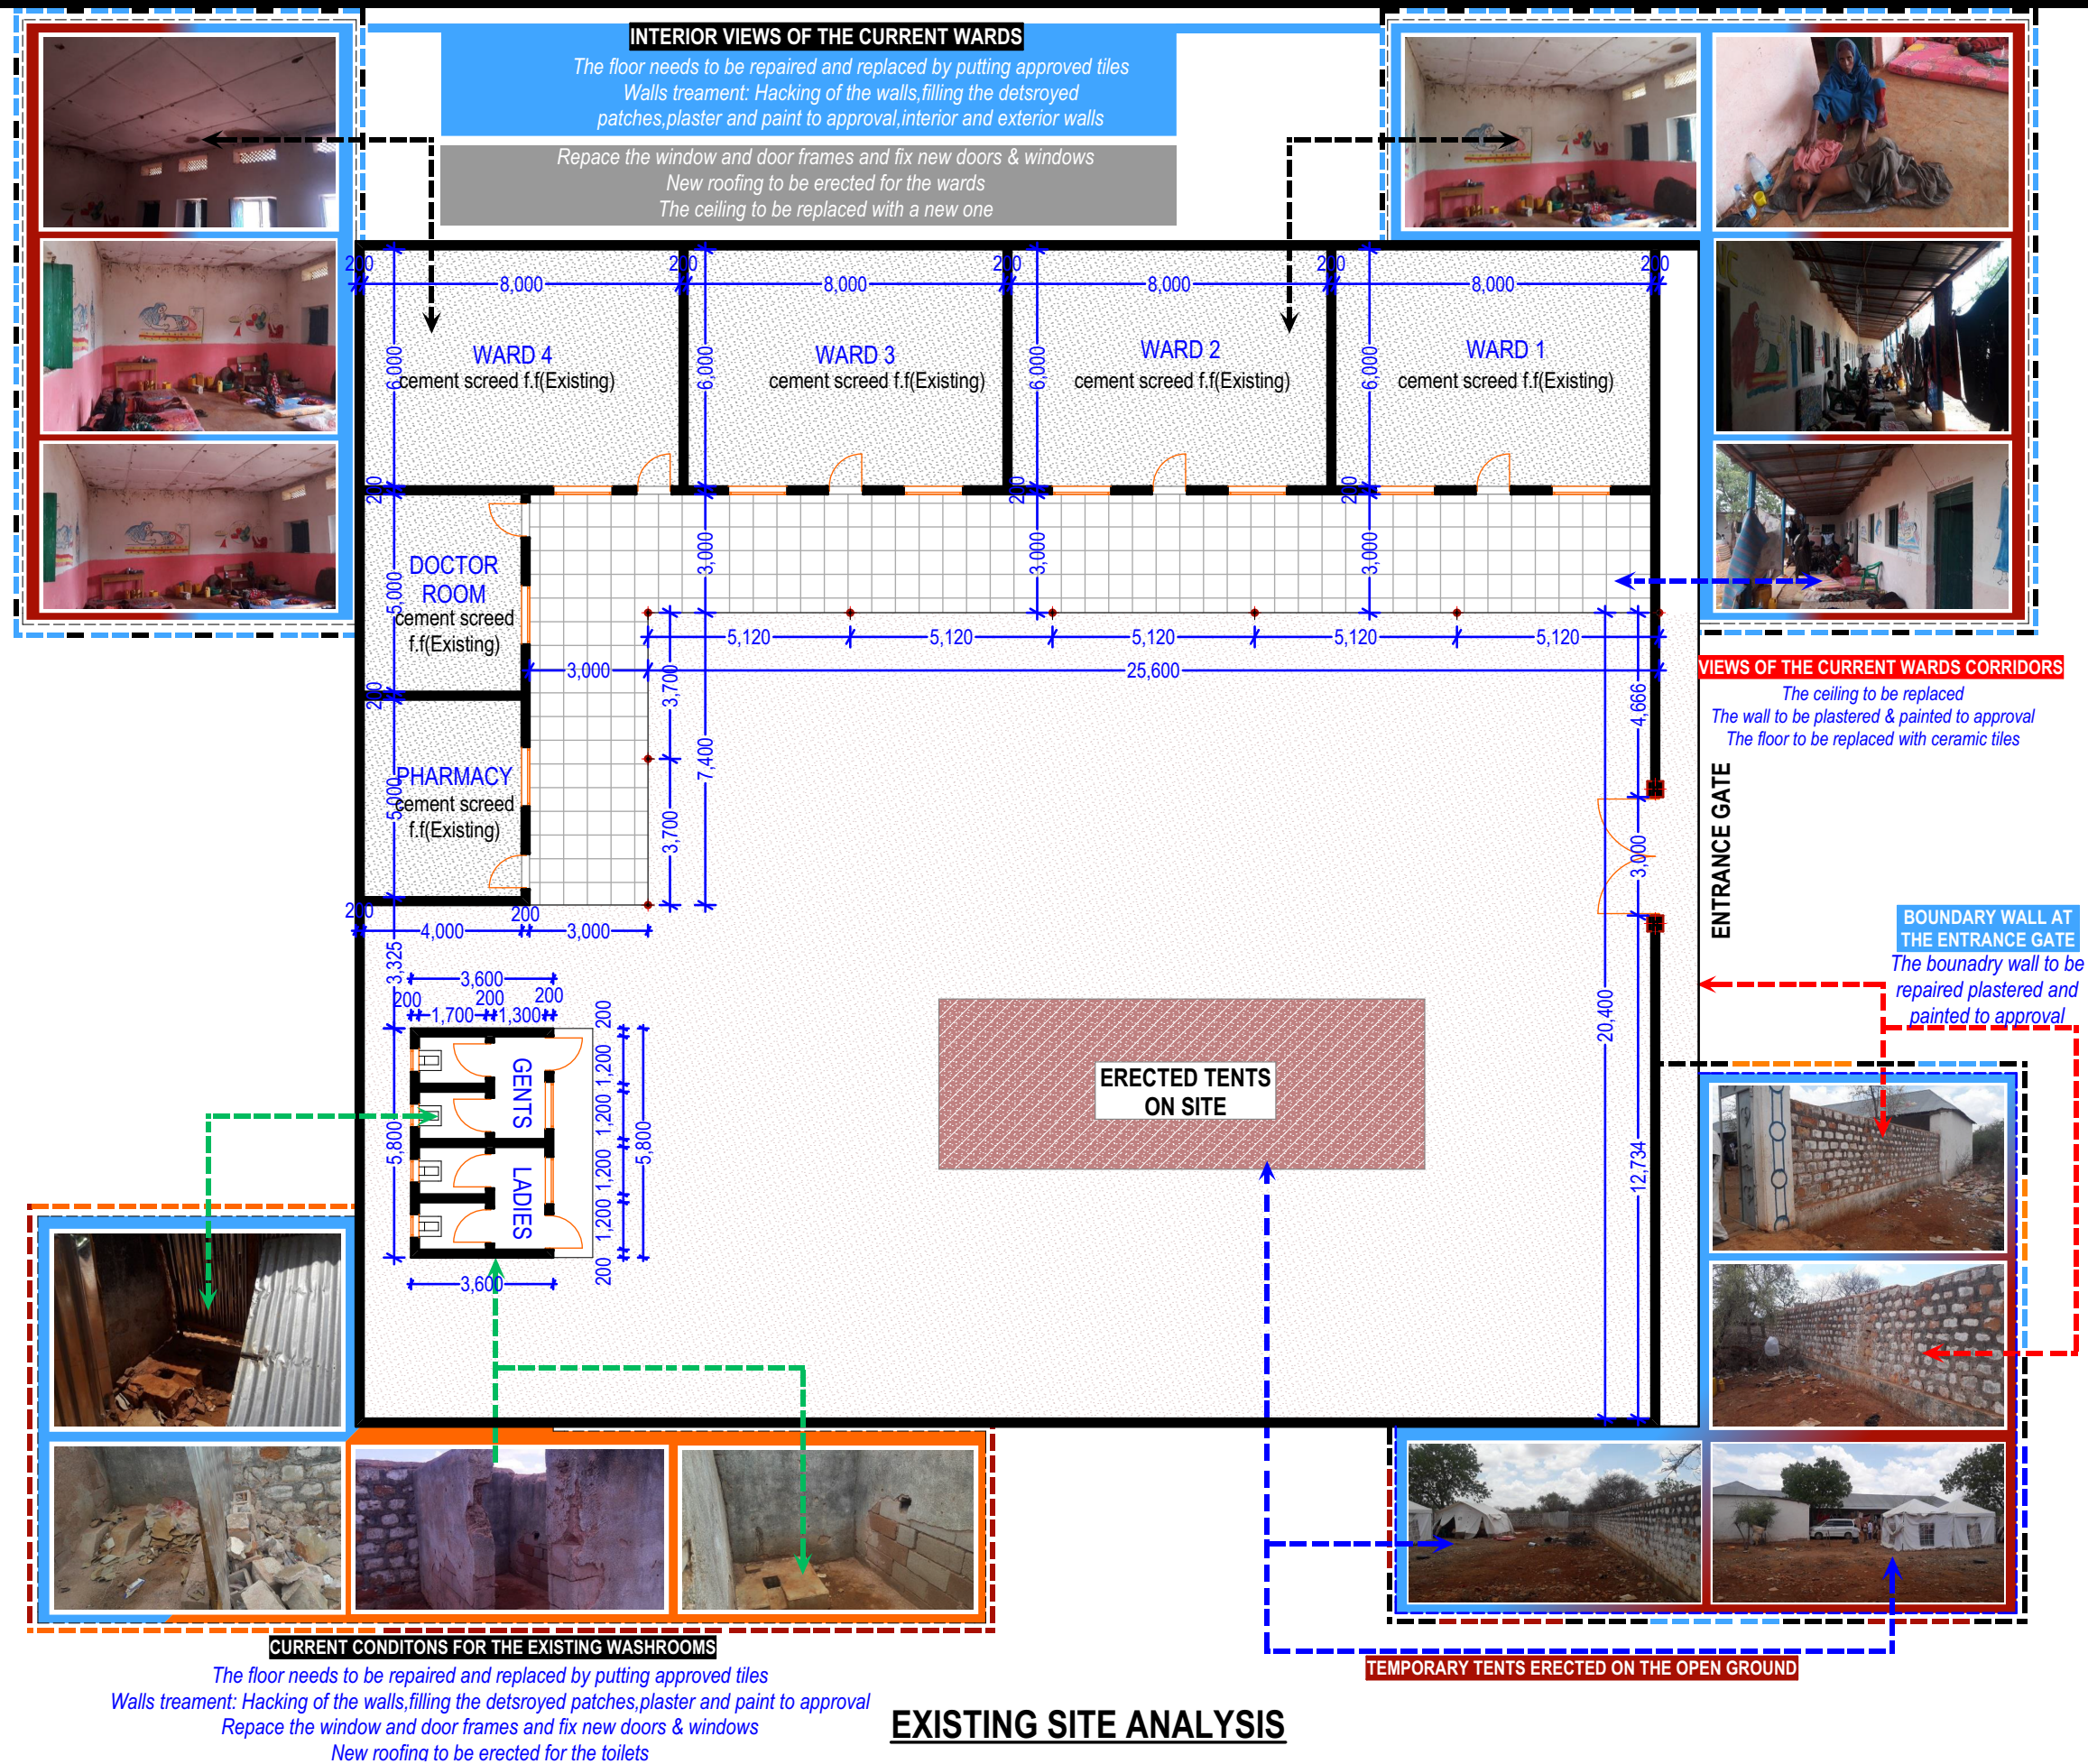 INTERIOR VIEWS OF THE CURRENT WARDS
The floor needs to be repaired and replaced by putting approved tiles
Walls treament: Hacking of the walls,filling the detsroyed
patches,plaster and paint to approval,interior and exterior walls
Repace the window and door frames and fix new doors & windows
New roofing to be erected for the wards
The ceiling to be replaced with a new one
200 200 200 200 200
8,000 8,000 8,000 8,000
6,000 6,000 6,000 6,000
WARD 4
cement screed f.f(Existing)
WARD 3
cement screed f.f(Existing)
WARD 2
cement screed f.f(Existing)
WARD 1
cement screed f.f(Existing)
200 200 200
3,000 3,000 3,000
DOCTOR
ROOM
cement screed
f.f(Existing)
5,000
5,120 5,120 5,120 5,120 5,120
3,000 25,600
3,700
7,400
3,700
4,666
200
PHARMACY
cement screed
f.f(Existing)
5,000
3,000
ENTRANCE GATE
VIEWS OF THE CURRENT WARDS CORRIDORS
The ceiling to be replaced
The wall to be plastered & painted to approval
The floor to be replaced with ceramic tiles
200 200
4,000 3,000
3,325
BOUNDARY WALL AT
THE ENTRANCE GATE
The bounadry wall to be
repaired plastered and
painted to approval
3,600
200 200 200
1,700 1,300
200
1,200
1,200
1,200
1,200
200
5,800
5,800
GENTS
LADIES
3,600
ERECTED TENTS
ON SITE
20,400
12,734
CURRENT CONDITONS FOR THE EXISTING WASHROOMS
The floor needs to be repaired and replaced by putting approved tiles
Walls treament: Hacking of the walls,filling the detsroyed patches,plaster and paint to approval
Repace the window and door frames and fix new doors & windows
New roofing to be erected for the toilets
TEMPORARY TENTS ERECTED ON THE OPEN GROUND
EXISTING SITE ANALYSIS